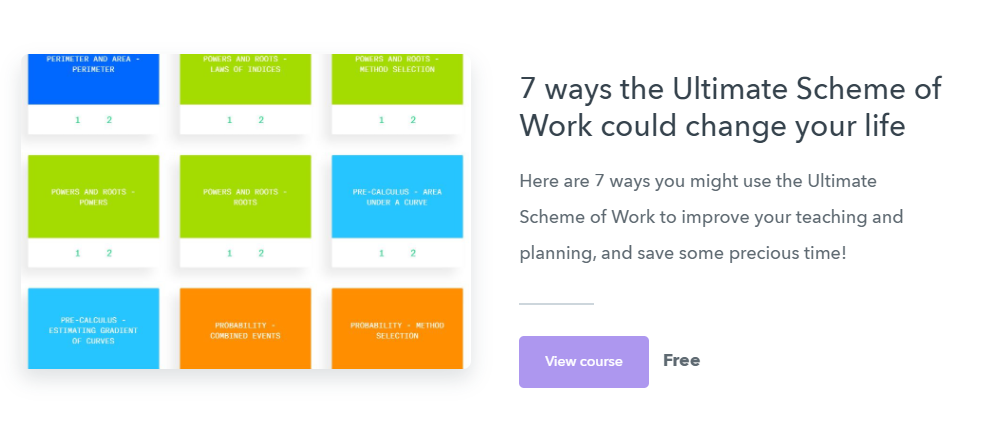 PERIMETER AND AREA -
PERIMETER
POWERS AND ROOTS -
LAWS OF INDICES
POWERS AND ROOTS -
METHOD SELECTION
1 2
1 2
1 2
POWERS AND ROOTS -
POWERS
POWERS AND ROOTS -
ROOTS
PRE-CALCULUS - AREA
UNDER A CURVE
1 2
1 2
1 2
PRE-CALCULUS -
ESTIMATING GRADIENT
OF CURVES
PROBABILITY -
COMBINED EVENTS
PROBABILITY - METHOD
SELECTION
7 ways the Ultimate Scheme of
Work could change your life
Here are 7 ways you might use the Ultimate
Scheme of Work to improve your teaching and
planning, and save some precious time!
View course
Free